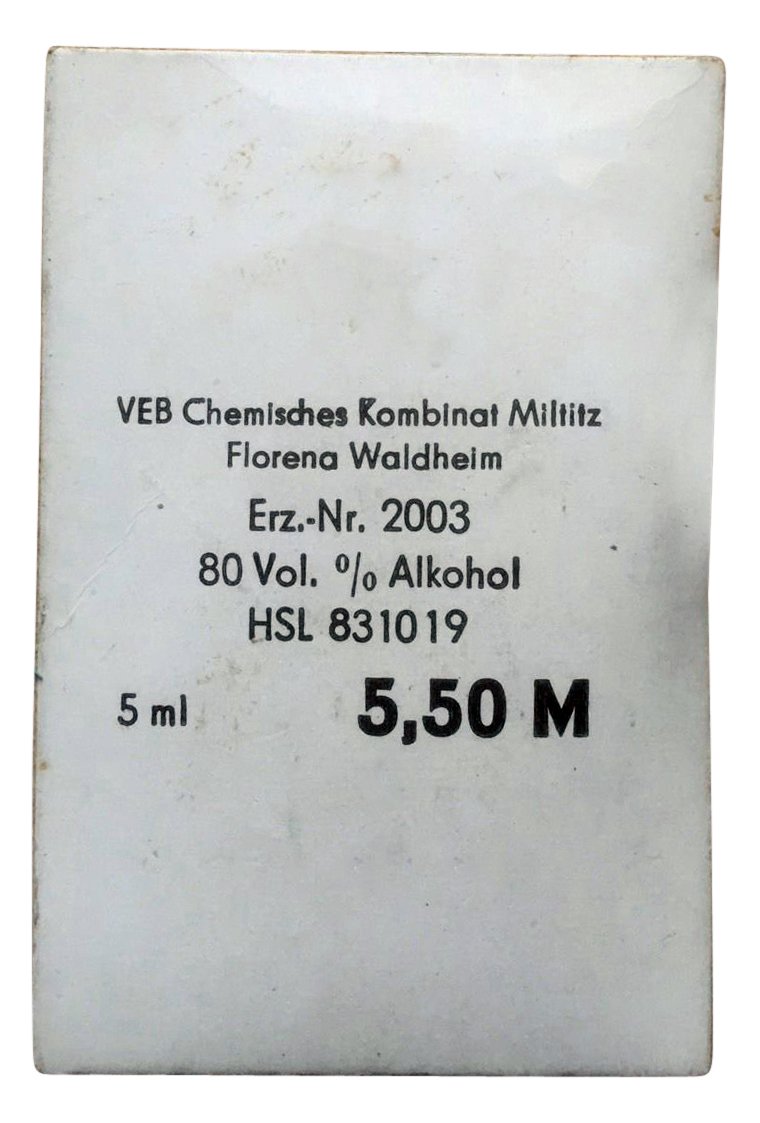 VEB Chemisches Kombinat Miltitz
Florena Waldheim
Erz.-Nr. 2003
80 Vol. % Alkohol
HSL 831019
5 ml 5,50 M